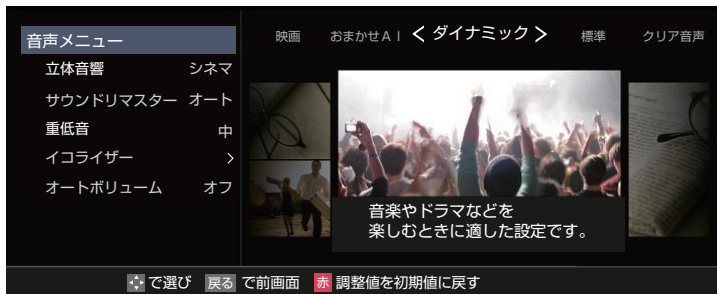 音声メニュー
映画 おまかせAI < ダイナミック > 標準 クリア音声
立体音響 シネマ
サウンドリマスター オート
重低音 中
イコライザー >
オートボリューム オフ
音楽やドラマなどを
楽しむときに適した設定です。
で選び 戻る で前画面 赤 調整値を初期値に戻す